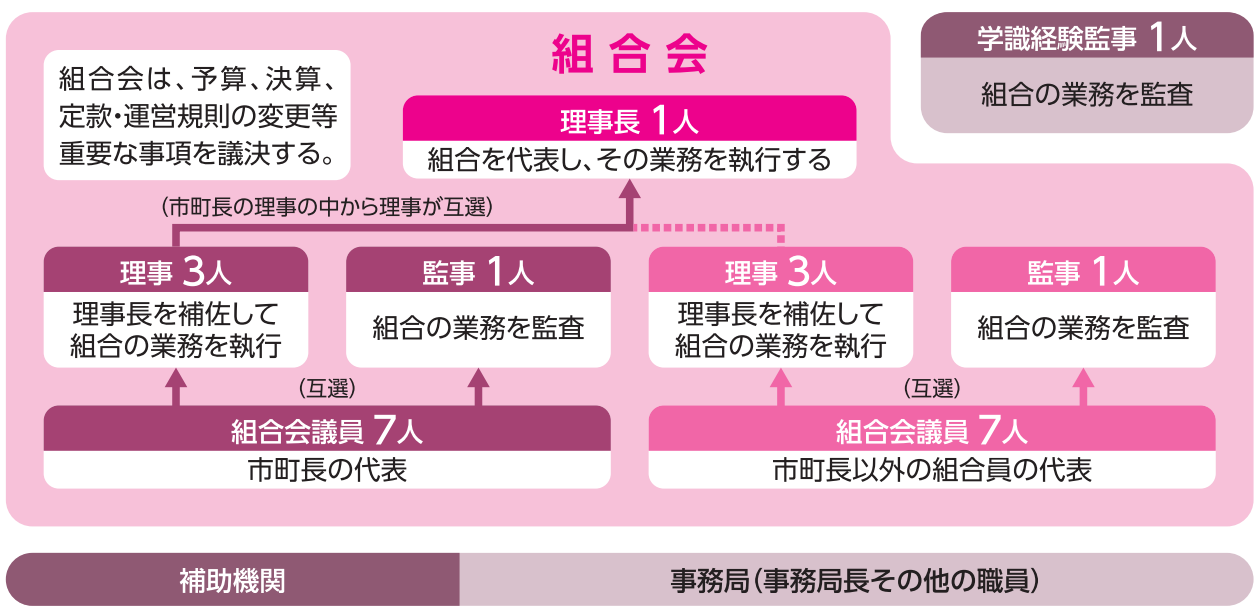 組合会
組合会は、予算、決算、
定款・運営規則の変更等
重要な事項を議決する。
理事長 1人
組合を代表し、その業務を執行する
学識経験監事 1人
組合の業務を監査
（市町長の理事の中から理事が互選）
理事 3人
理事長を補佐して
組合の業務を執行
監事 1人
組合の業務を監査
理事 3人
理事長を補佐して
組合の業務を執行
監事 1人
組合の業務を監査
（互選）
（互選）
組合会議員 7人
市町長の代表
組合会議員 7人
市町長以外の組合員の代表
補助機関
事務局（事務局長その他の職員）